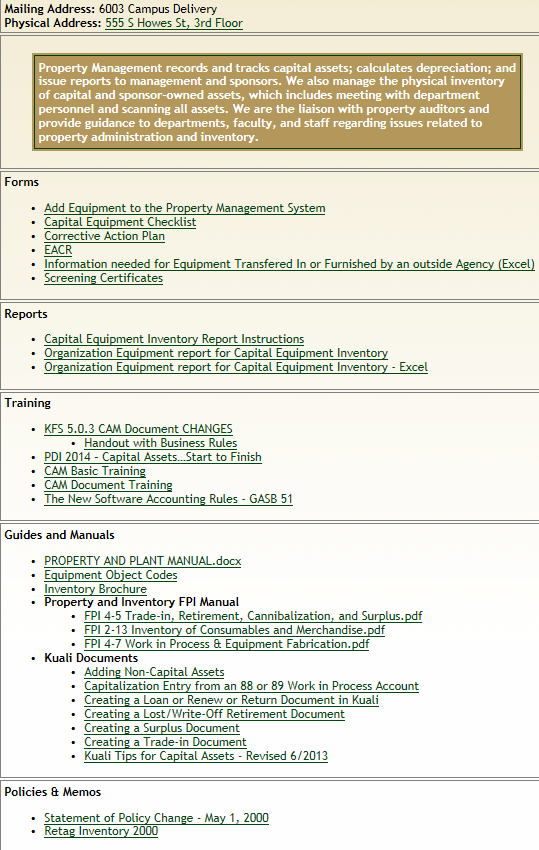 Mailing Address: 6003 Campus Delivery
Physical Address: 555 S Howes St, 3rd Floor
Property Management records and tracks capital assets; calculates depreciation; and
issue reports to management and sponsors. We also manage the physical inventory
of capital and sponsor-owned assets, which includes meeting with department
personnel and scanning all assets. We are the liaison with property auditors and
provide guidance to departments, faculty, and staff regarding issues related to
property administration and inventory.
Forms
• Add Equipment to the Property Management System
• Capital Equipment Checklist
• Corrective Action Plan
• EACR
• Information needed for Equipment Transfered In or Furnished by an outside Agency (Excel)
• Screening Certificates
Reports
• Capital Equipment Inventory Report Instructions
• Organization Equipment report for Capital Equipment Inventory
• Organization Equipment report for Capital Equipment Inventory - Excel
Training
• KFS 5.0.3 CAM Document CHANGES
• Handout with Business Rules
• PDI 2014 - Capital Assets...Start to Finish
• CAM Basic Training
• CAM Document Training
• The New Software Accounting Rules - GASB 51
Guides and Manuals
• PROPERTY AND PLANT MANUAL.docx
• Equipment Object Codes
• Inventory Brochure
• Property and Inventory FPI Manual
• FPI 4-5 Trade-in, Retirement, Cannibalization, and Surplus.pdf
• FPI 2-13 Inventory of Consumables and Merchandise.pdf
• FPI 4-7 Work in Process & Equipment Fabrication.pdf
• Kuali Documents
• Adding Non-Capital Assets
• Capitalization Entry from an 88 or 89 Work in Process Account
• Creating a Loan or Renew or Return Document in Kuali
• Creating a Lost/Write-Off Retirement Document
• Creating a Surplus Document
• Creating a Trade-in Document
• Kuali Tips for Capital Assets - Revised 6/2013
Policies & Memos
• Statement of Policy Change - May 1, 2000
• Retag Inventory 2000